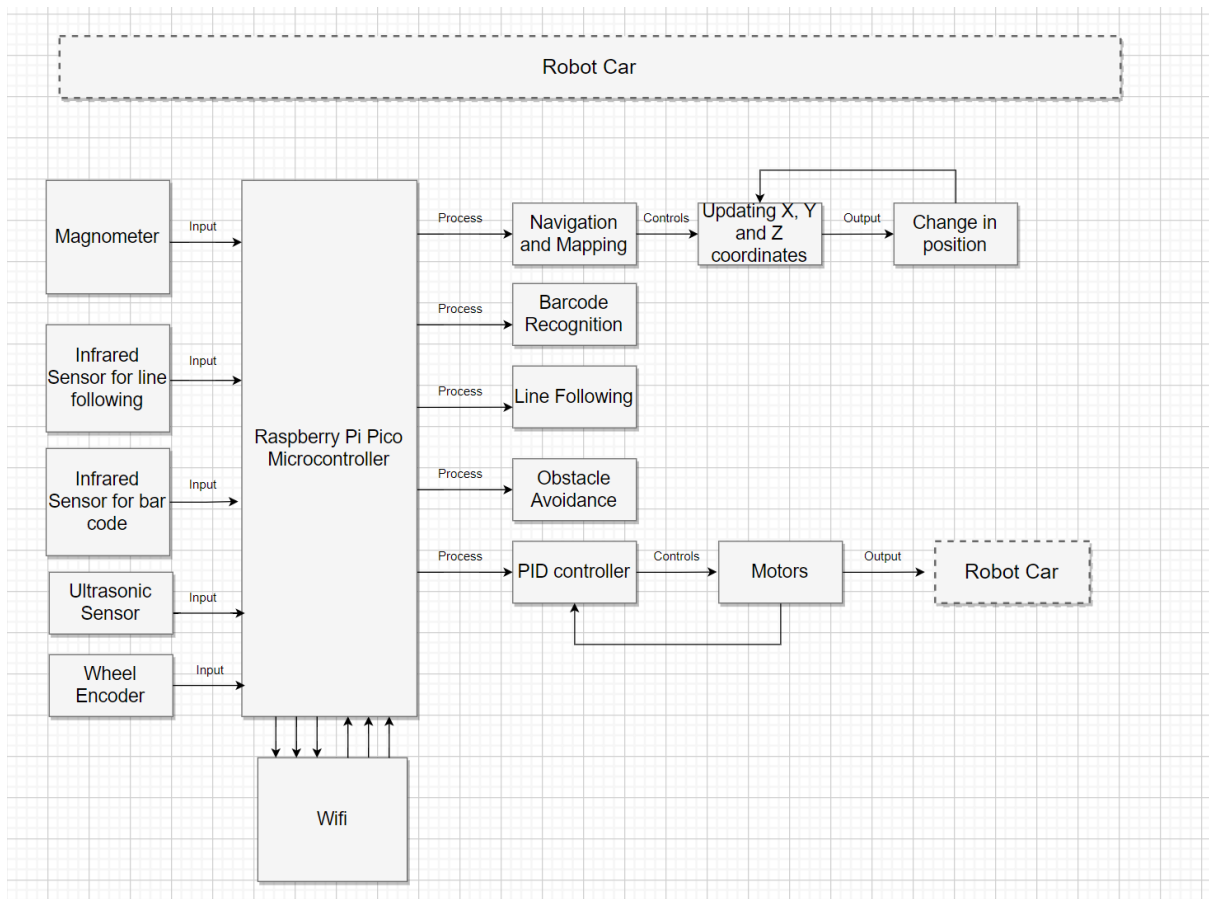 Robot Car
Magnometer
Input
Infrared
Sensor for line
following
Input
Infrared
Sensor for bar
code
Input
Ultrasonic
Sensor
Input
Wheel
Encoder
Input
Raspberry Pi Pico
Microcontroller
Wifi
Process
Navigation
and Mapping
Controls
Updating X, Y
and Z
coordinates
Output
Change in
position
Process
Barcode
Recognition
Process
Line Following
Process
Obstacle
Avoidance
Process
PID controller
Controls
Motors
Output
Robot Car